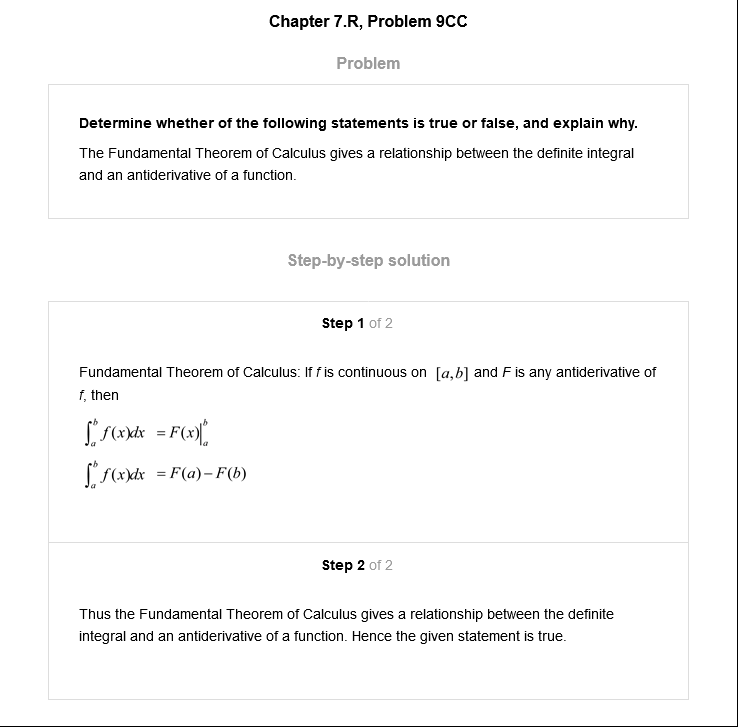 Chapter 7.R, Problem 9CC
Problem
Determine whether of the following statements is true or false, and explain why.
The Fundamental Theorem of Calculus gives a relationship between the definite integral
and an antiderivative of a function.
Step-by-step solution
Step 1 of 2
Fundamental Theorem of Calculus: If f is continuous on [a,b] and F is any antiderivative of
f, then
∫_a^b f(x)dx = F(x)|_a^b
∫_a^b f(x)dx = F(a)−F(b)
Step 2 of 2
Thus the Fundamental Theorem of Calculus gives a relationship between the definite
integral and an antiderivative of a function. Hence the given statement is true.